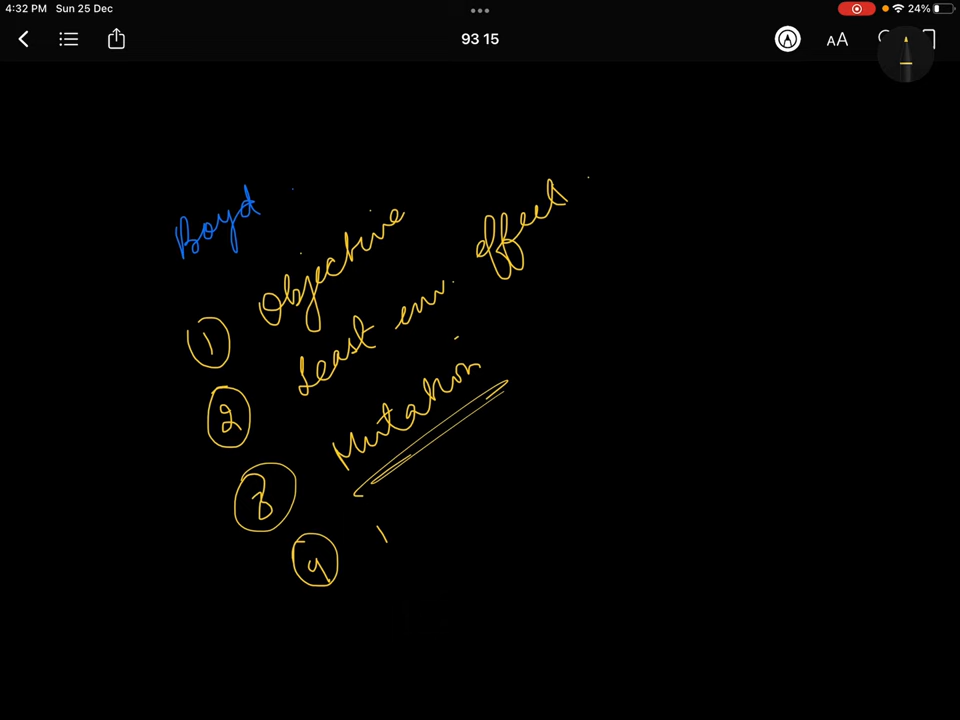 4:32 PM Sun 25 Dec 24%
93 15
AA
Boyd
1 Objective
2 Least env. effect
3 Mutation
4